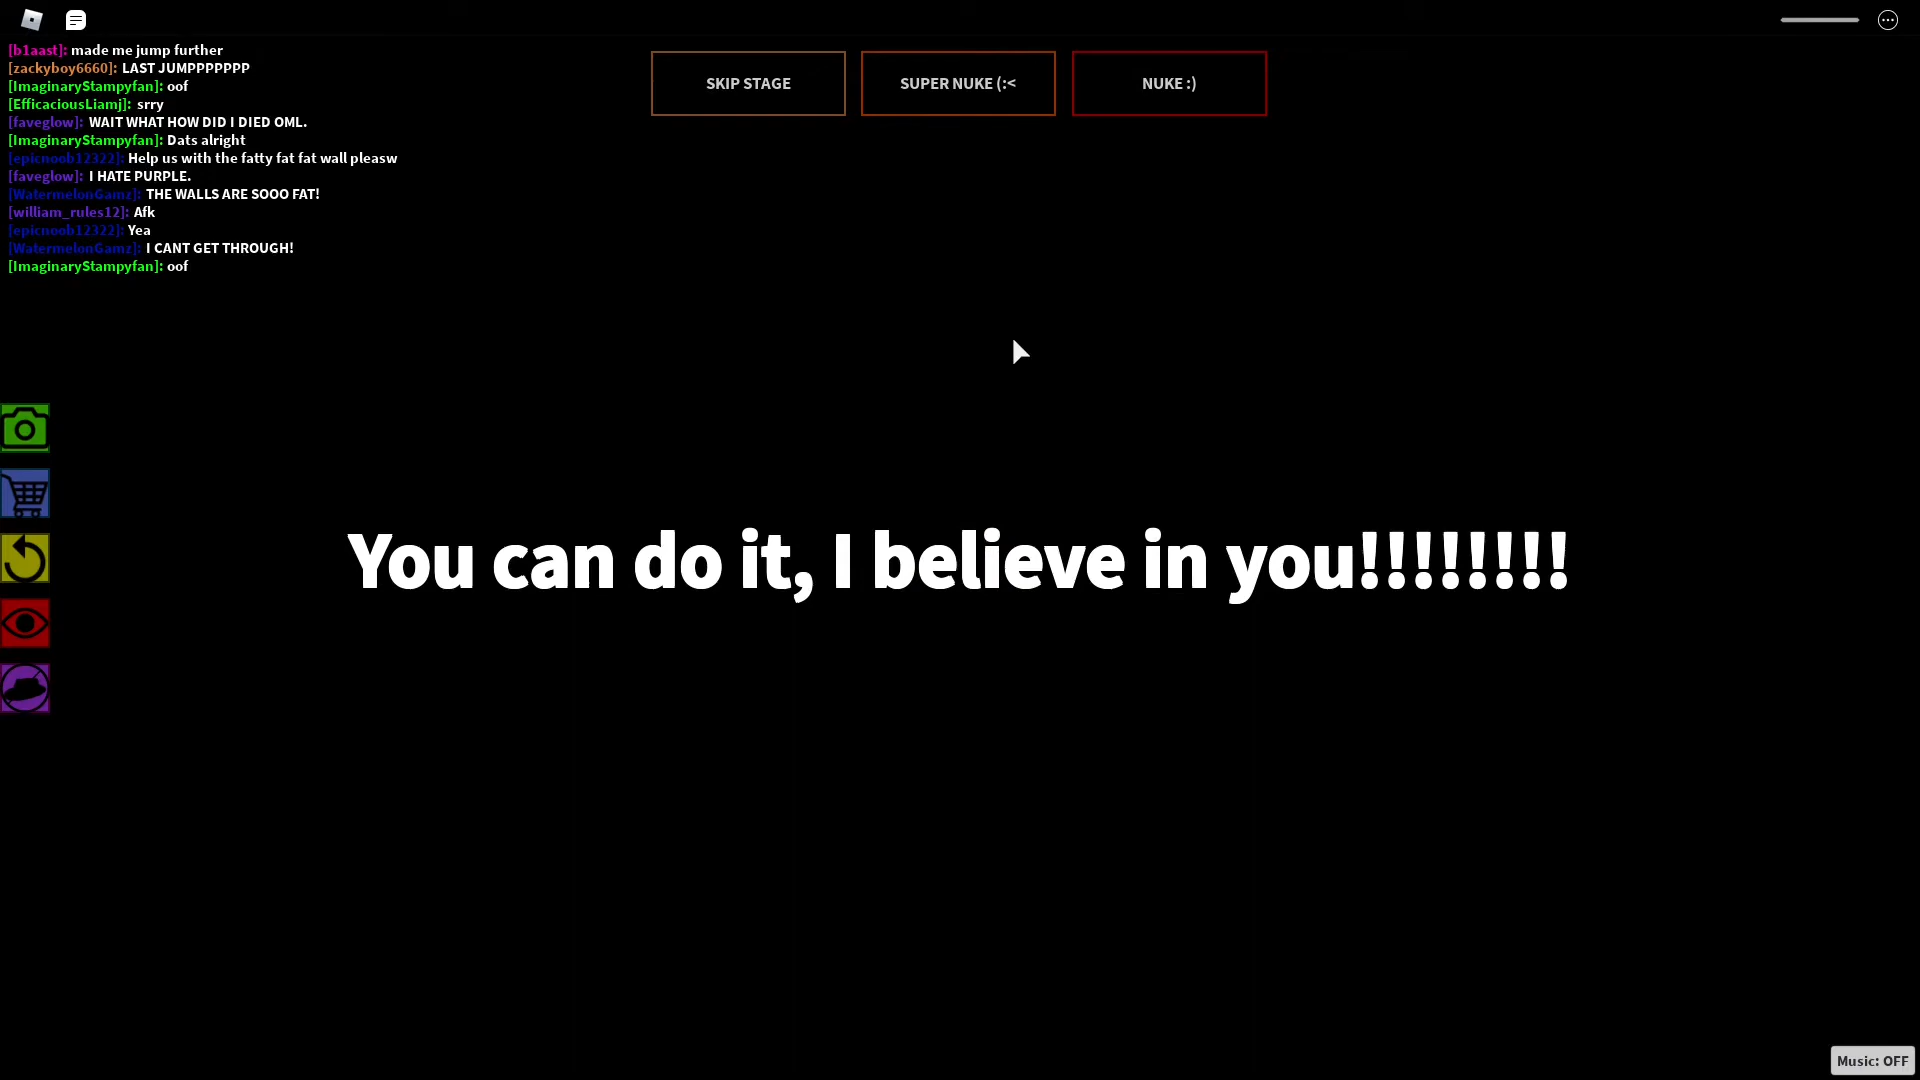 [b1aast]: made me jump further
[zackyboy6660]: LAST JUMPPPPPPP
[ImaginaryStampyfan]: oof
[EfficaciousLiamj]: srry
[faveglow]: WAIT WHAT HOW DID I DIED OML.
[ImaginaryStampyfan]: Dats alright
[epicnoob12322]: Help us with the fatty fat fat wall pleasw
[faveglow]: I HATE PURPLE.
[WatermelonGamz]: THE WALLS ARE SOOO FAT!
[william_rules12]: Afk
[epicnoob12322]: Yea
[WatermelonGamz]: I CANT GET THROUGH!
[ImaginaryStampyfan]: oof
SKIP STAGE
SUPER NUKE (:<
NUKE :)
You can do it, I believe in you!!!!!!!!
Music: OFF